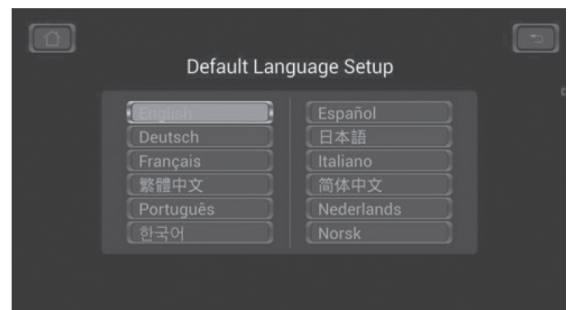 Default Language Setup
English
Español
Deutsch
日本語
Français
Italiano
繁體中文
简体中文
Português
Nederlands
한국어
Norsk